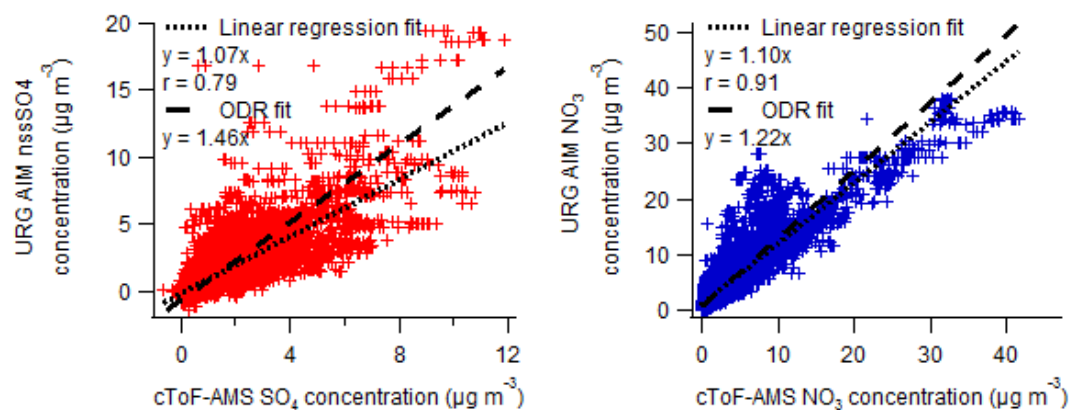 20
15
10
5
0
URG AIM nssSO4
concentration (µg m⁻³)
Linear regression fit
y = 1.07x
r = 0.79
ODR fit
y = 1.46x
0
4
8
12
cToF-AMS SO₄ concentration (µg m⁻³)
50
40
30
20
10
0
URG AIM NO₃
concentration (µg m⁻³)
Linear regression fit
y = 1.10x
r = 0.91
ODR fit
y = 1.22x
0
10
20
30
40
cToF-AMS NO₃ concentration (µg m⁻³)